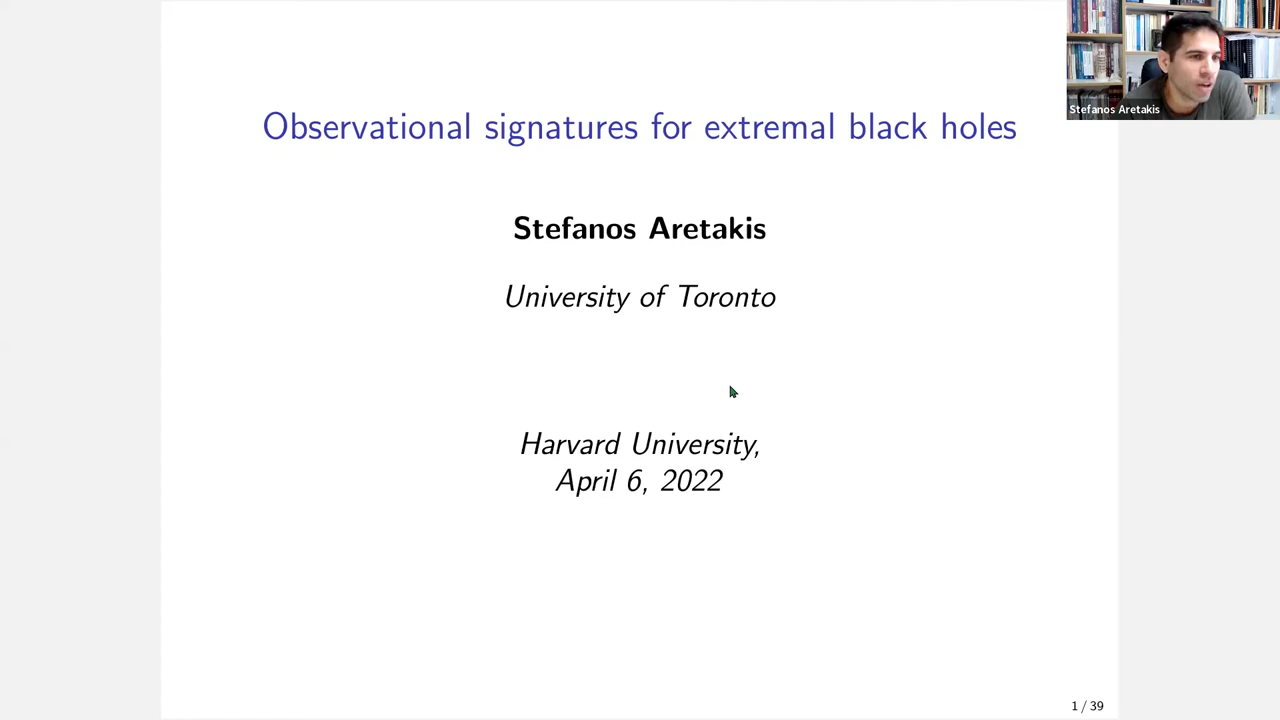 Observational signatures for extremal black holes
Stefanos Aretakis
Stefanos Aretakis
University of Toronto
Harvard University,
April 6, 2022
1 / 39